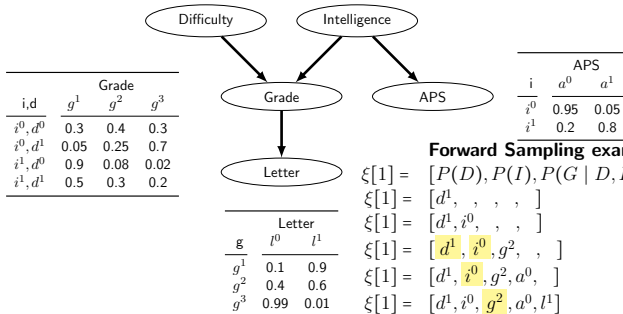 Difficulty
Intelligence
Grade
APS
Letter
Grade
i,d g¹ g² g³
i⁰, d⁰ 0.3 0.4 0.3
i⁰, d¹ 0.05 0.25 0.7
i¹, d⁰ 0.9 0.08 0.02
i¹, d¹ 0.5 0.3 0.2
APS
i a⁰ a¹
i⁰ 0.95 0.05
i¹ 0.2 0.8
Letter
g l⁰ l¹
g¹ 0.1 0.9
g² 0.4 0.6
g³ 0.99 0.01
Forward Sampling exa
ξ[1] = [P(D), P(I), P(G | D,
ξ[1] = [d¹, , , , ]
ξ[1] = [d¹, i⁰, , , ]
ξ[1] = [d¹, i⁰, g², , ]
ξ[1] = [d¹, i⁰, g², a⁰, ]
ξ[1] = [d¹, i⁰, g², a⁰, l¹]